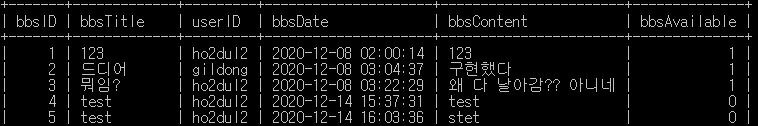 bbsID | bbsTitle | userID | bbsDate | bbsContent | bbsAvailable
1 | 123 | ho2dul2 | 2020-12-08 02:00:14 | 123 | 1
2 | 드디어 | gildong | 2020-12-08 03:04:37 | 구현했다 | 1
3 | 뭐임? | ho2dul2 | 2020-12-08 03:22:29 | 왜 다 날아감?? 아니네 | 1
4 | test | ho2dul2 | 2020-12-14 15:37:31 | test | 0
5 | test | ho2dul2 | 2020-12-14 16:03:36 | stet | 0